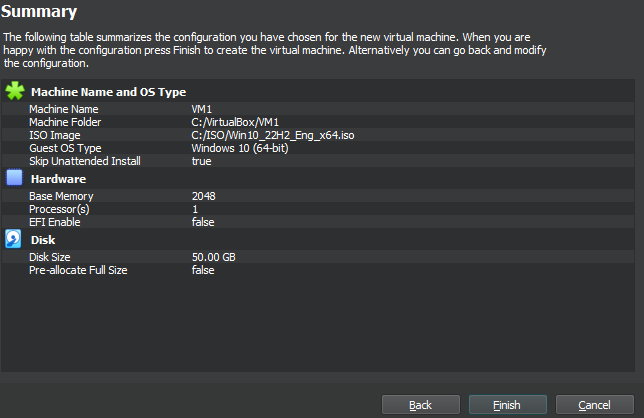 Summary
The following table summarizes the configuration you have chosen for the new virtual machine. When you are
happy with the configuration press Finish to create the virtual machine. Alternatively you can go back and modify
the configuration.
Machine Name and OS Type
Machine Name VM1
Machine Folder C:/VirtualBox/VM1
ISO Image C:/ISO/Win10_22H2_Eng_x64.iso
Guest OS Type Windows 10 (64-bit)
Skip Unattended Install true
Hardware
Base Memory 2048
Processor(s) 1
EFI Enable false
Disk
Disk Size 50.00 GB
Pre-allocate Full Size false
Back Finish Cancel